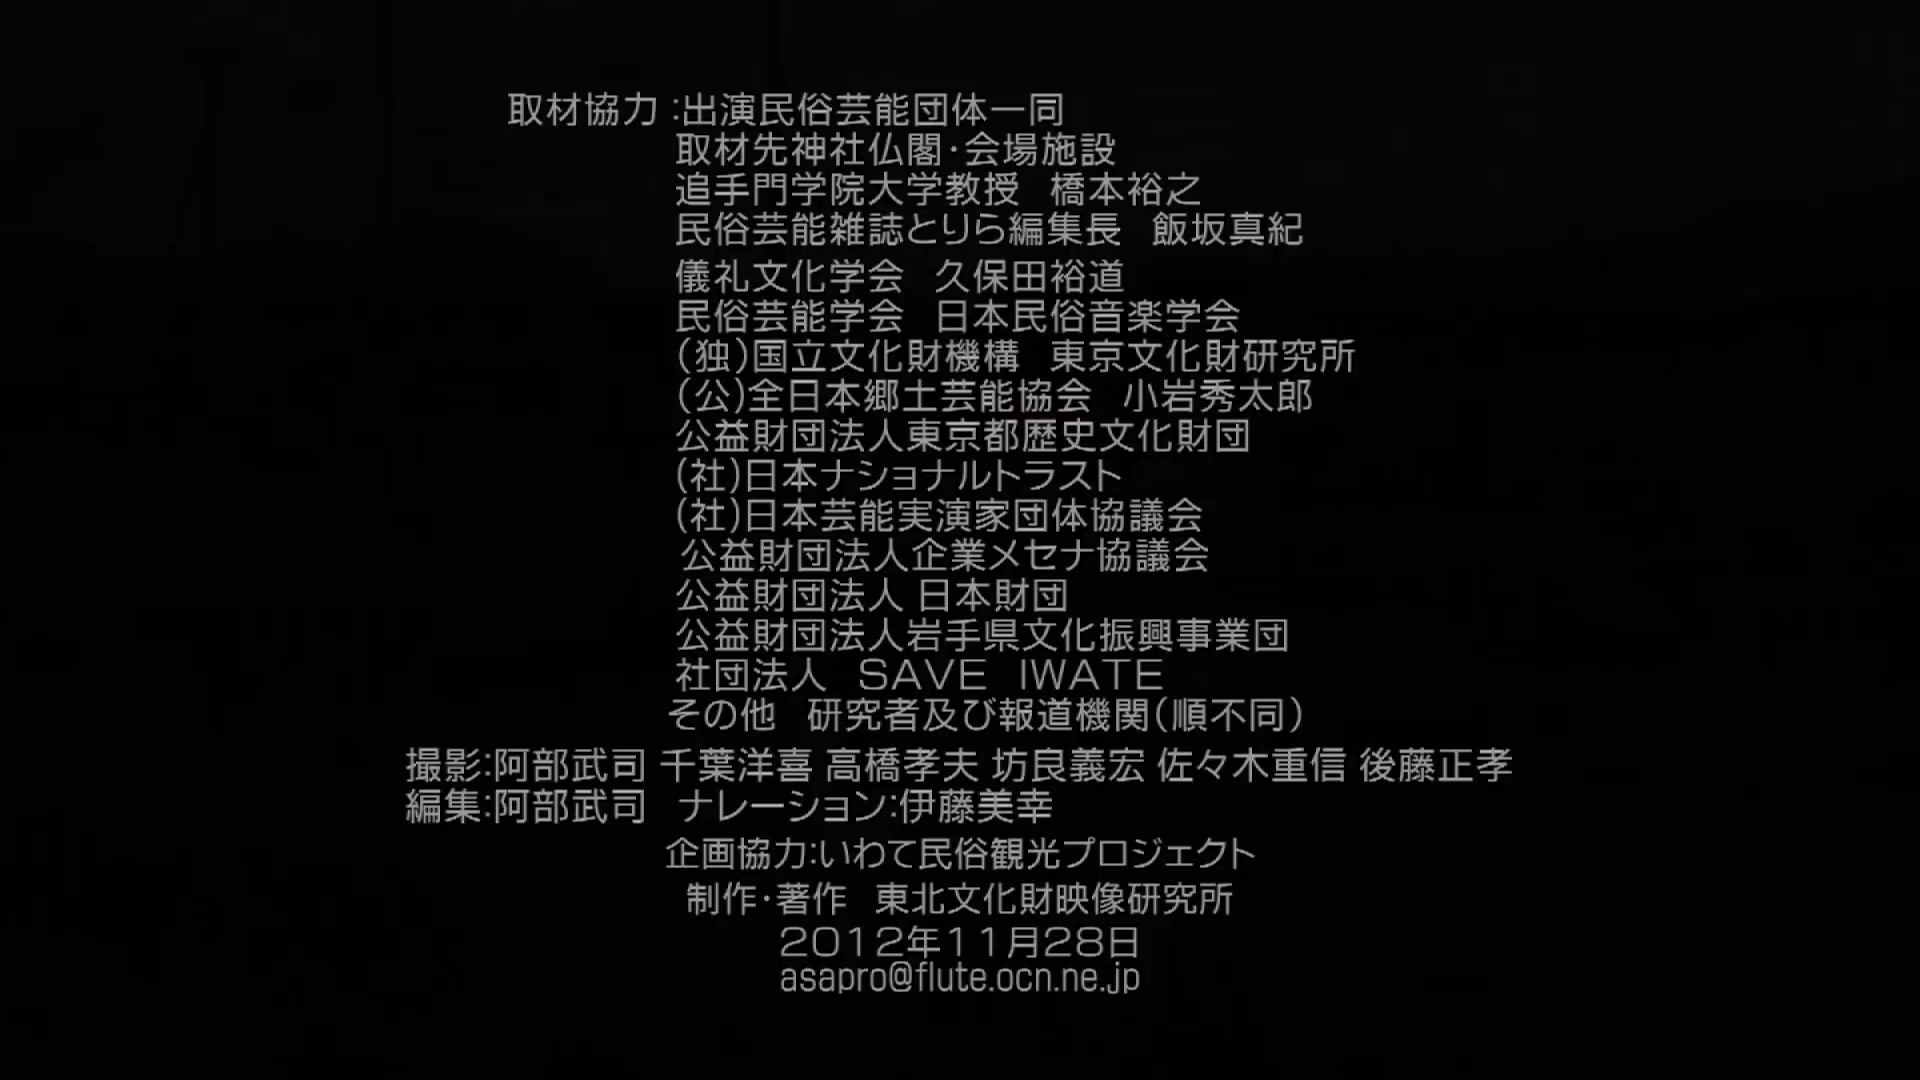 取材協力：出演民俗芸能団体一同
取材先神社仏閣・会場施設
追手門学院大学教授　橋本裕之
民俗芸能雑誌とりら編集長　飯坂真紀
儀礼文化学会　久保田裕道
民俗芸能学会　日本民俗音楽学会
（独）国立文化財機構　東京文化財研究所
（公）全日本郷土芸能協会　小岩秀太郎
公益財団法人東京都歴史文化財団
（社）日本ナショナルトラスト
（社）日本芸能実演家団体協議会
公益財団法人企業メセナ協議会
公益財団法人 日本財団
公益財団法人岩手県文化振興事業団
社団法人　ＳＡＶＥ　ＩＷＡＴＥ
その他　研究者及び報道機関（順不同）
撮影：阿部武司 千葉洋喜 高橋孝夫 坊良義宏 佐々木重信 後藤正孝
編集：阿部武司　ナレーション：伊藤美幸
企画協力：いわて民俗観光プロジェクト
制作・著作　東北文化財映像研究所
２０１２年１１月２８日
asapro@flute.ocn.ne.jp